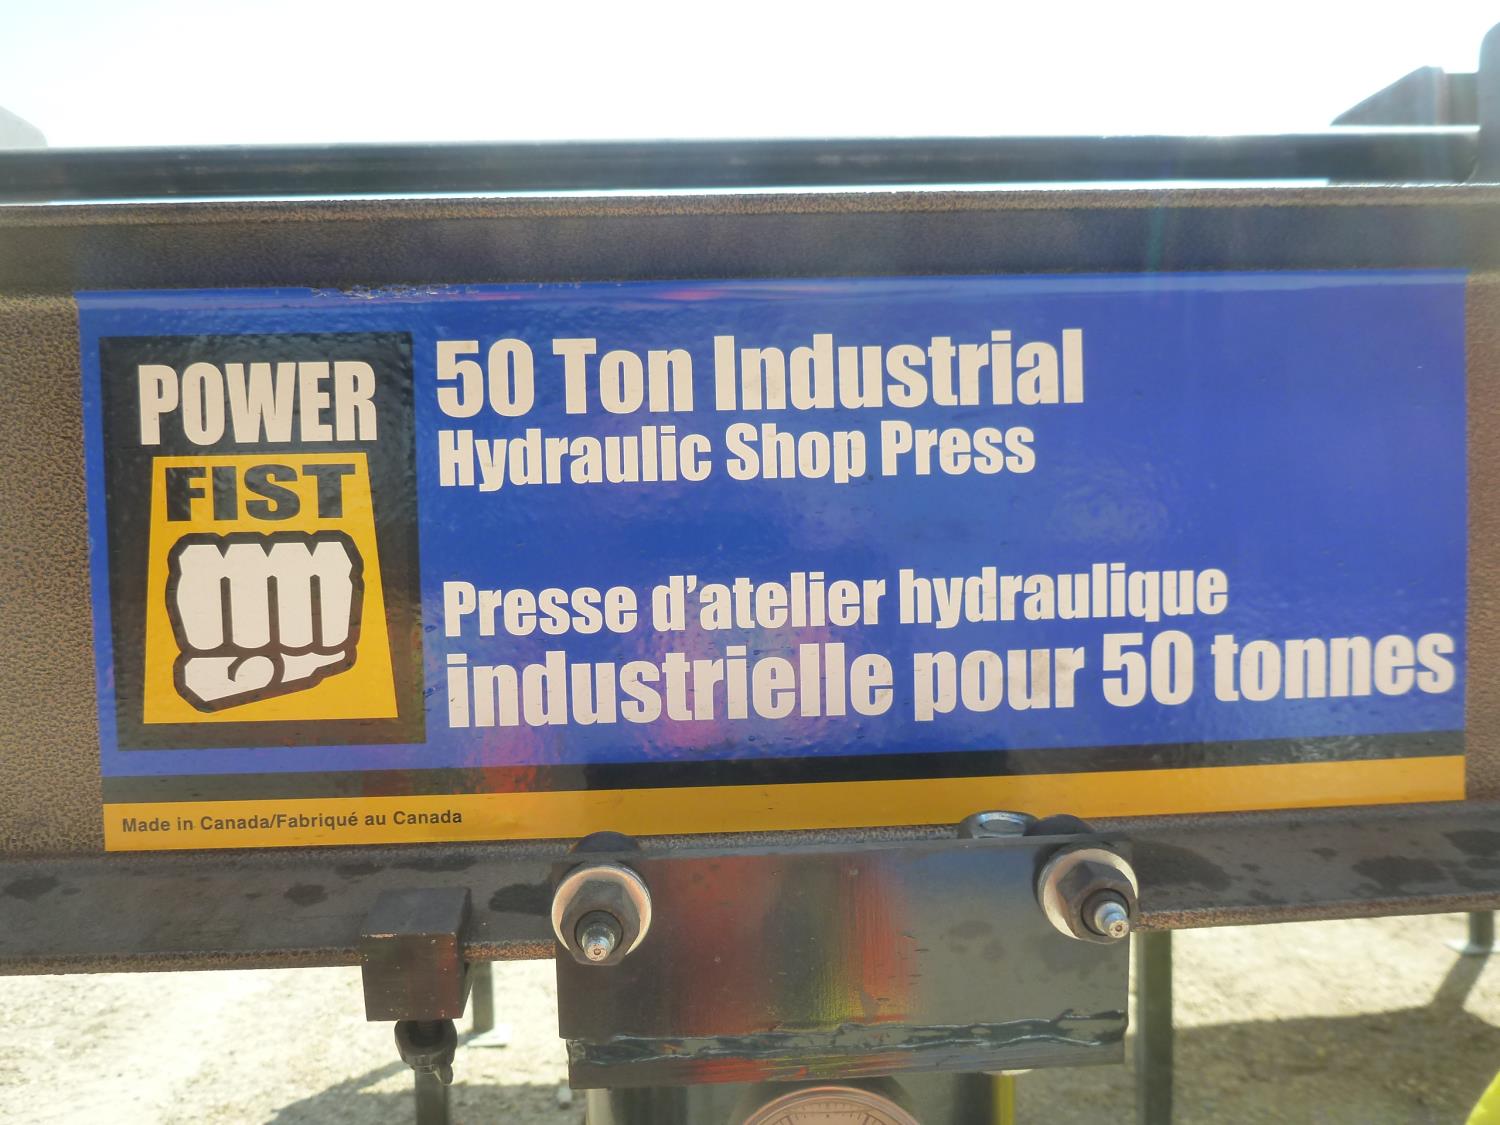 POWER
FIST
50 Ton Industrial
Hydraulic Shop Press
Presse d'atelier hydraulique
industrielle pour 50 tonnes
Made in Canada/Fabriqué au Canada